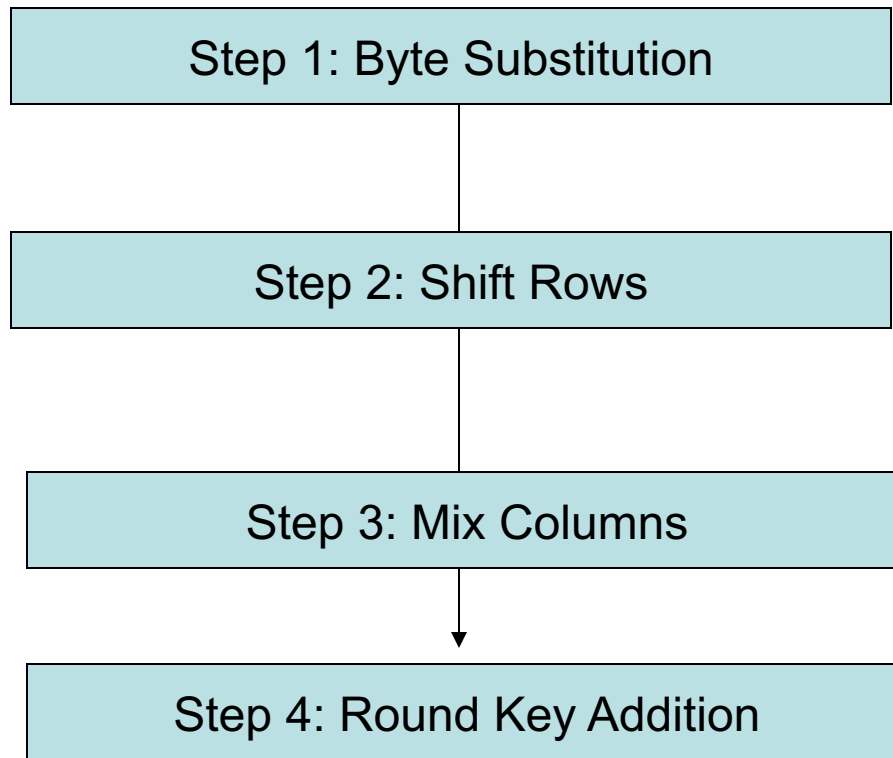 Step 1: Byte Substitution
Step 2: Shift Rows
Step 3: Mix Columns
Step 4: Round Key Addition